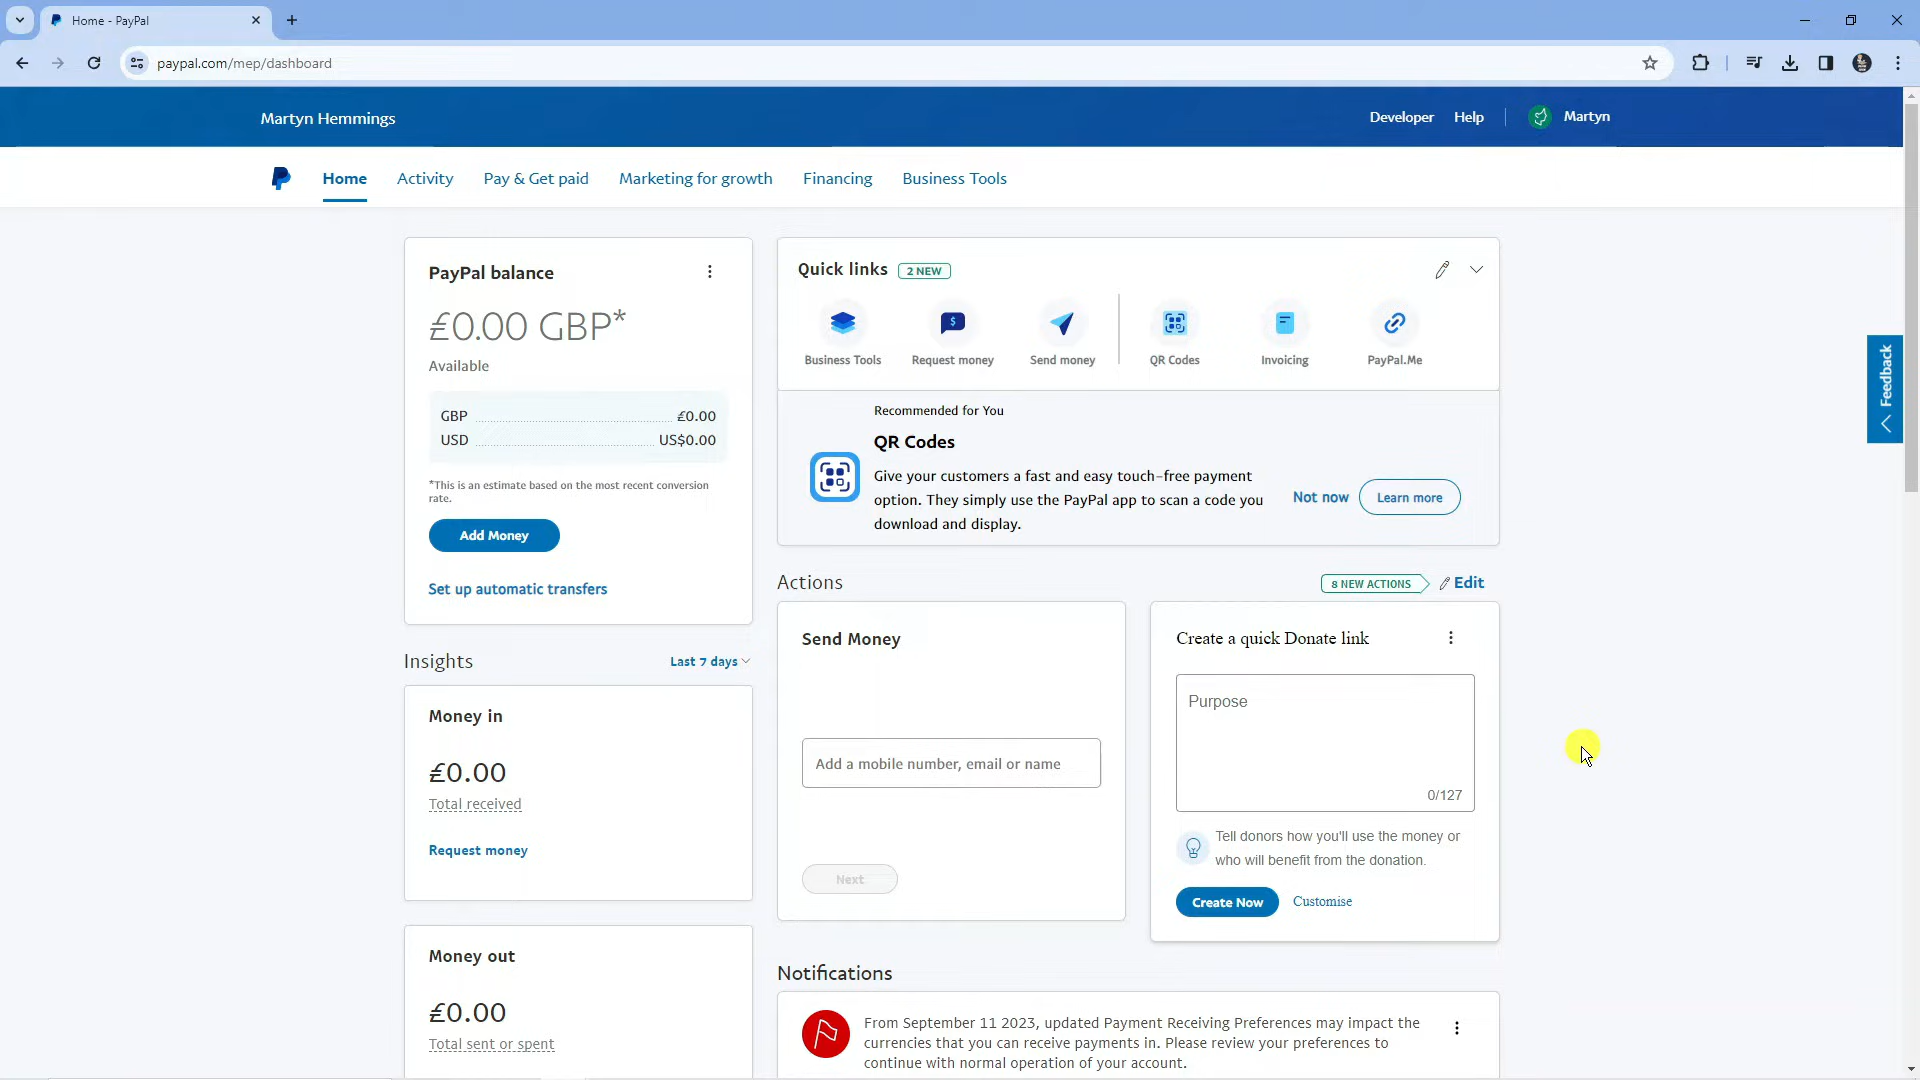 Home - PayPal
paypal.com/mep/dashboard
Martyn Hemmings
Developer
Help
Martyn
Home
Activity
Pay & Get paid
Marketing for growth
Financing
Business Tools
PayPal balance
£0.00 GBP*
Available
GBP £0.00
USD US$0.00
*This is an estimate based on the most recent conversion
rate.
Add Money
Set up automatic transfers
Insights
Last 7 days
Money in
£0.00
Total received
Request money
Money out
£0.00
Total sent or spent
Quick links
2 NEW
Business Tools
Request money
Send money
QR Codes
Invoicing
PayPal.Me
Recommended for You
QR Codes
Give your customers a fast and easy touch-free payment
option. They simply use the PayPal app to scan a code you
download and display.
Not now
Learn more
Actions
8 NEW ACTIONS
Edit
Send Money
Add a mobile number, email or name
Next
Create a quick Donate link
Purpose
0/127
Tell donors how you'll use the money or
who will benefit from the donation.
Create Now
Customise
Notifications
From September 11 2023, updated Payment Receiving Preferences may impact the
currencies that you can receive payments in. Please review your preferences to
continue with normal operation of your account.
Feedback